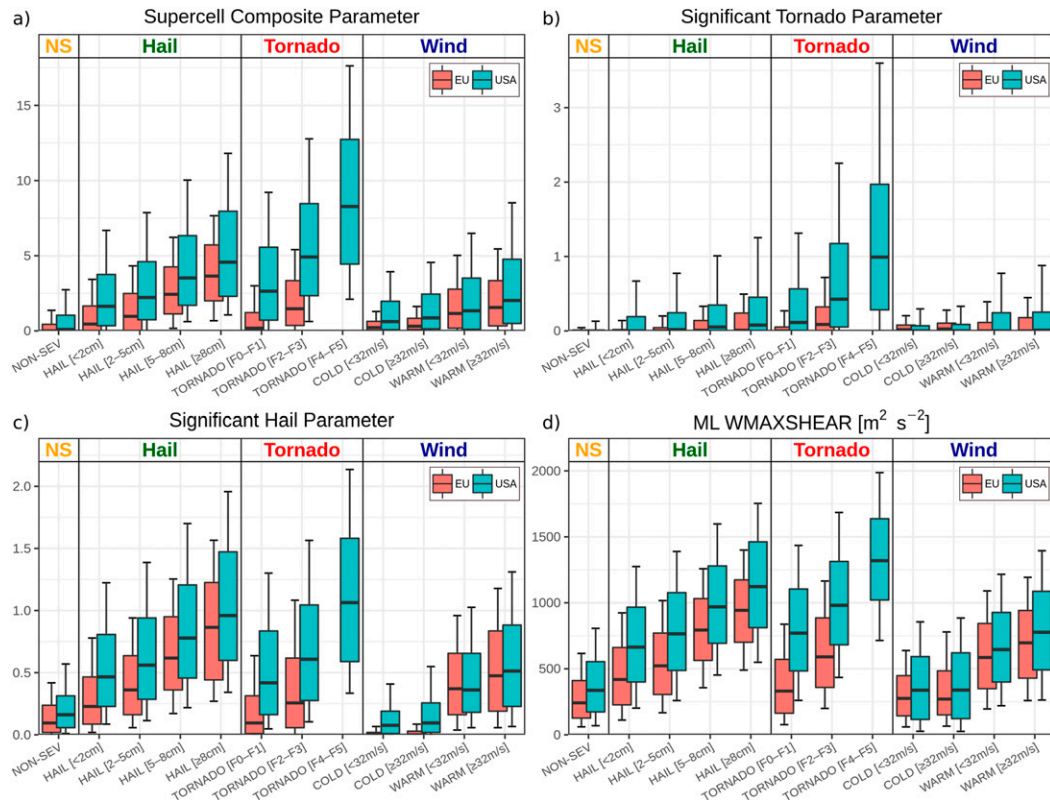 a) Supercell Composite Parameter
NS Hail Tornado Wind
EU USA
15
10
5
0
NON-SEV
HAIL [<2cm]
HAIL [2–5cm]
HAIL [5–8cm]
HAIL [≥8cm]
TORNADO [F0–F1]
TORNADO [F2–F3]
TORNADO [F4–F5]
COLD [<32m/s]
COLD [≥32m/s]
WARM [<32m/s]
WARM [≥32m/s]
b) Significant Tornado Parameter
NS Hail Tornado Wind
EU USA
3
2
1
0
NON-SEV
HAIL [<2cm]
HAIL [2–5cm]
HAIL [5–8cm]
HAIL [≥8cm]
TORNADO [F0–F1]
TORNADO [F2–F3]
TORNADO [F4–F5]
COLD [<32m/s]
COLD [≥32m/s]
WARM [<32m/s]
WARM [≥32m/s]
c) Significant Hail Parameter
NS Hail Tornado Wind
EU USA
2.0
1.5
1.0
0.5
0.0
NON-SEV
HAIL [<2cm]
HAIL [2–5cm]
HAIL [5–8cm]
HAIL [≥8cm]
TORNADO [F0–F1]
TORNADO [F2–F3]
TORNADO [F4–F5]
COLD [<32m/s]
COLD [≥32m/s]
WARM [<32m/s]
WARM [≥32m/s]
d) ML WMAXSHEAR [m² s⁻²]
NS Hail Tornado Wind
EU USA
2000
1500
1000
500
0
NON-SEV
HAIL [<2cm]
HAIL [2–5cm]
HAIL [5–8cm]
HAIL [≥8cm]
TORNADO [F0–F1]
TORNADO [F2–F3]
TORNADO [F4–F5]
COLD [<32m/s]
COLD [≥32m/s]
WARM [<32m/s]
WARM [≥32m/s]